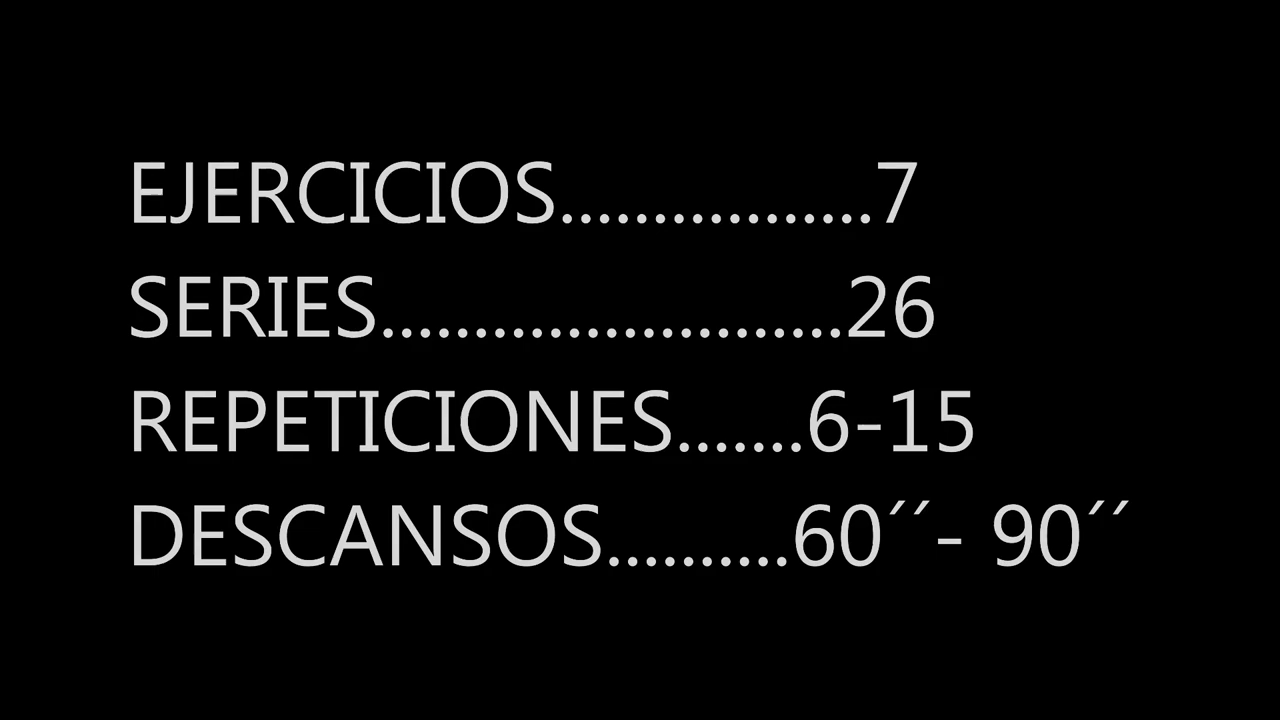 EJERCICIOS.................7
SERIES.........................26
REPETICIONES.......6-15
DESCANSOS..........60´´- 90´´